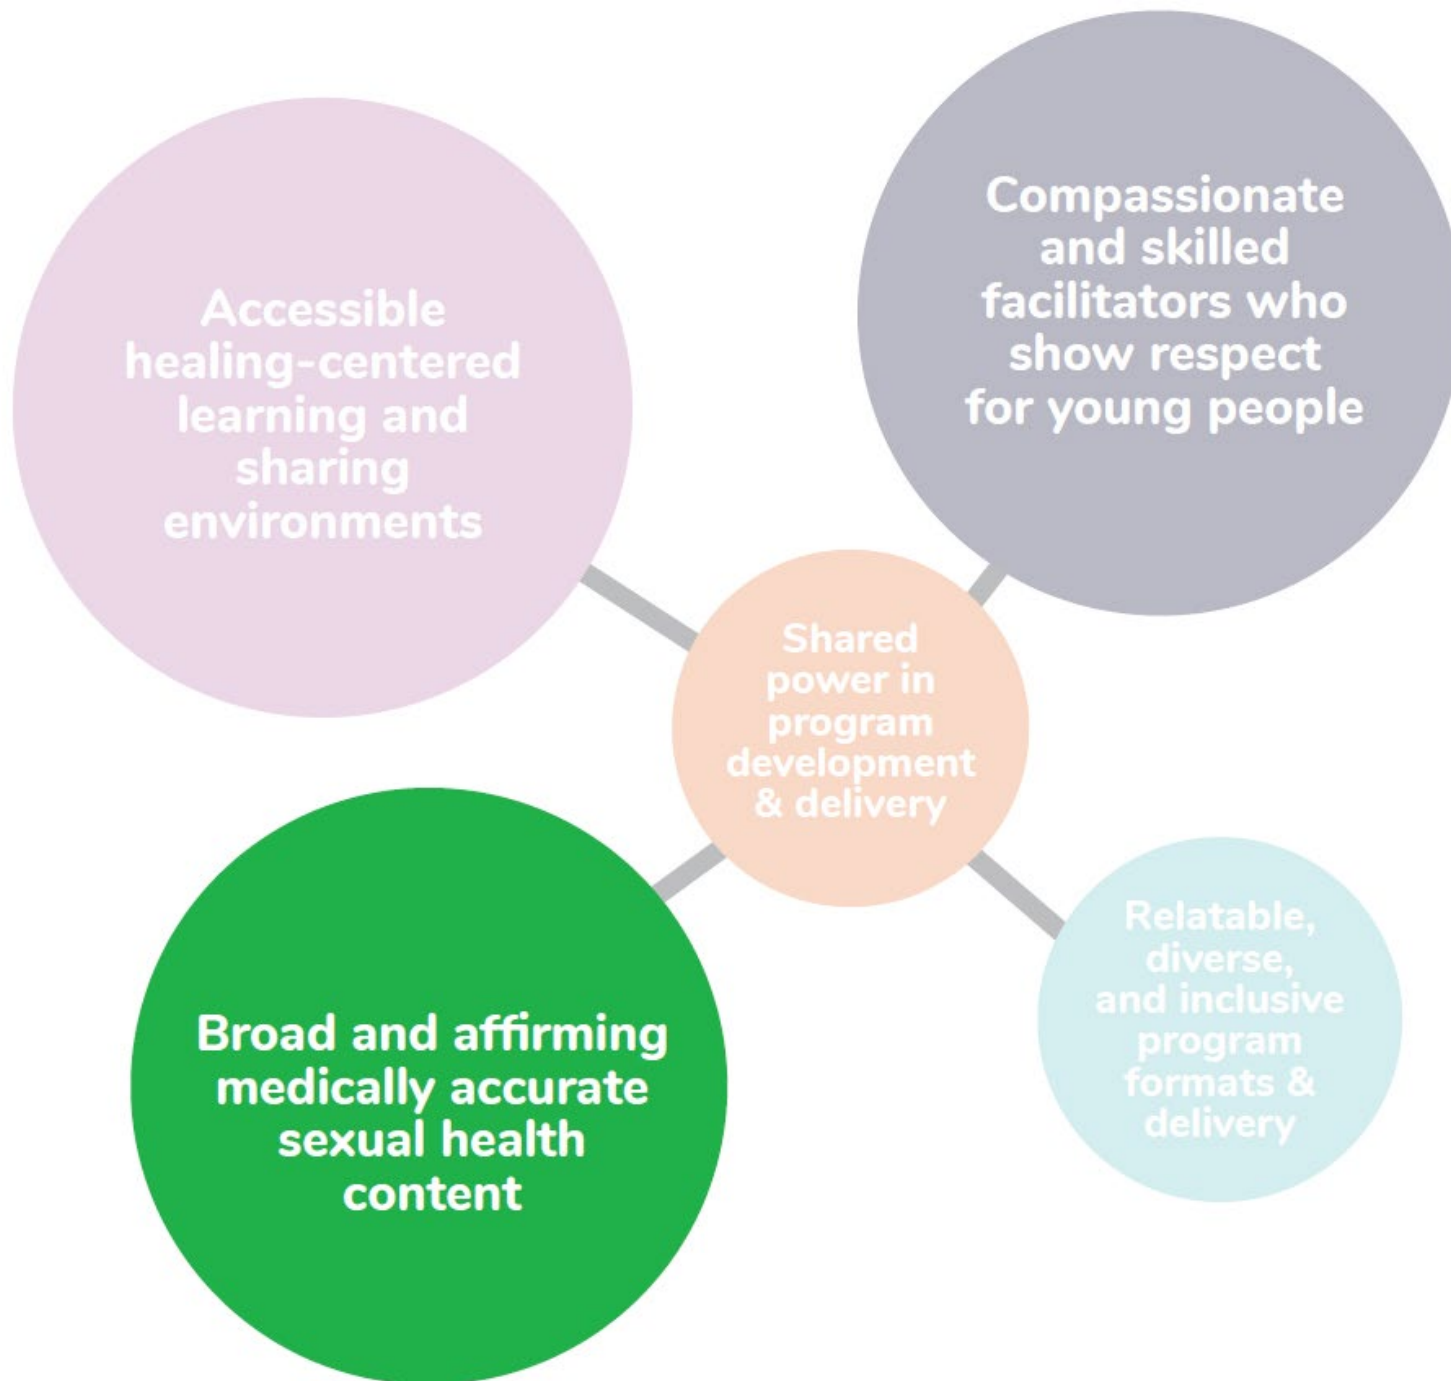 Accessible
healing-centered
learning and
sharing
environments
Compassionate
and skilled
facilitators who
show respect
for young people
Shared
power in
program
development
& delivery
Broad and affirming
medically accurate
sexual health
content
Relatable,
diverse,
and inclusive
program
formats &
delivery